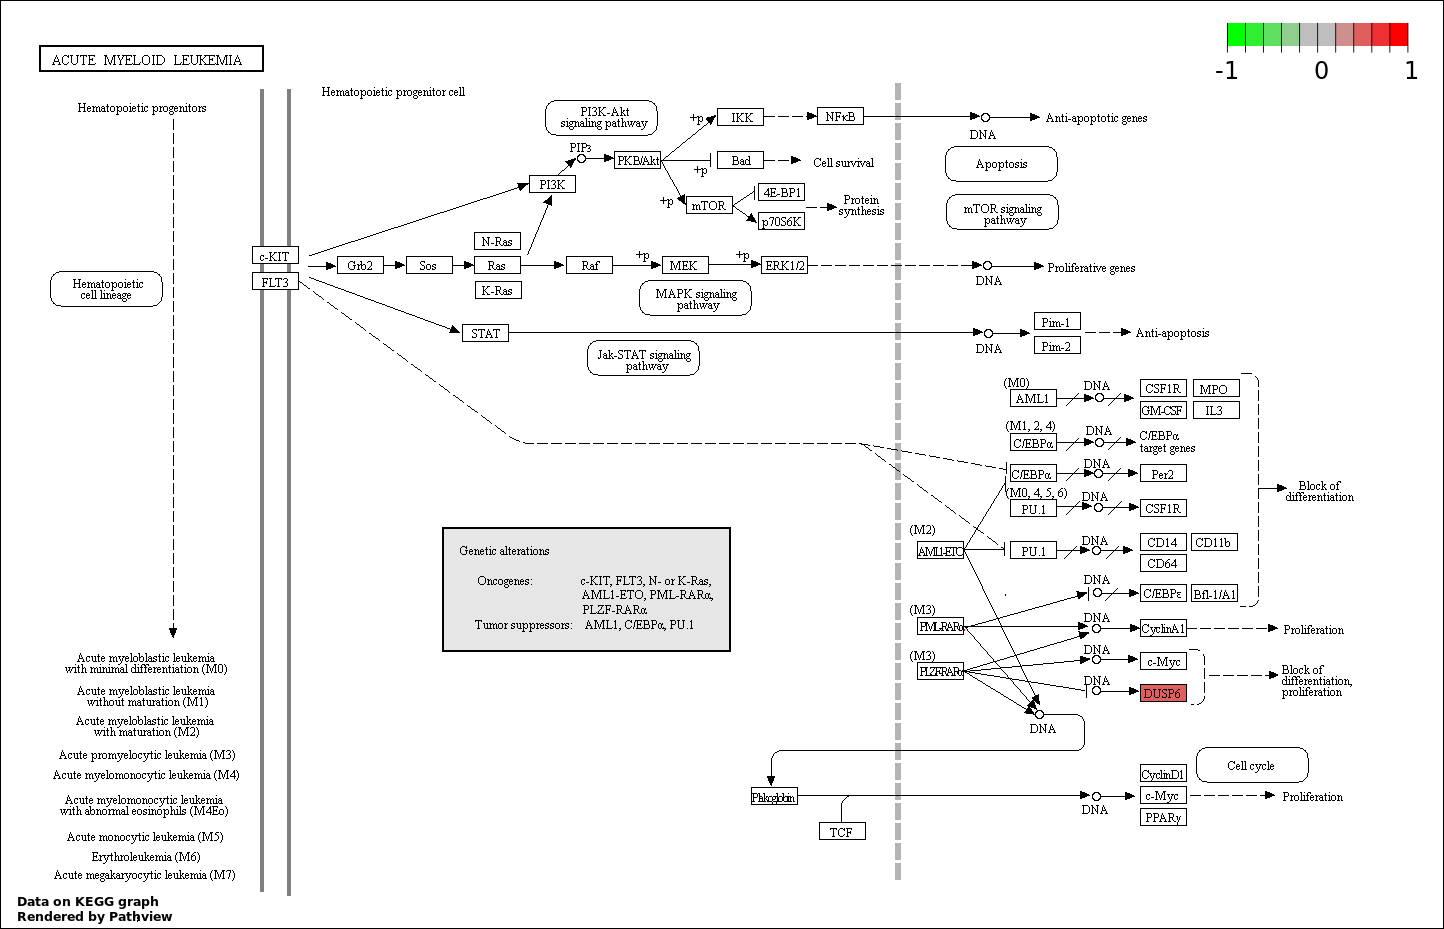 -1 0 1
ACUTE MYELOID LEUKEMIA
Hematopoietic progenitors
Hematopoietic progenitor cell
PI3K-Akt
signaling pathway
+p
IKK
NFκB
DNA
Anti-apoptotic genes
PIP3
PKB/Akt
+p
Bad
Cell survival
Apoptosis
PI3K
+p
mTOR
4E-BP1
p70S6K
Protein
synthesis
mTOR signaling
pathway
c-KIT
FLT3
Grb2
Sos
N-Ras
Ras
K-Ras
Raf
+p
MEK
+p
ERK1/2
DNA
Proliferative genes
Hematopoietic
cell lineage
MAPK signaling
pathway
STAT
DNA
Pim-1
Pim-2
Anti-apoptosis
Jak-STAT signaling
pathway
(M0)
AML1
DNA
CSF1R
MPO
GM-CSF
IL3
(M1, 2, 4)
C/EBPα
DNA
C/EBPα
target genes
C/EBPα
DNA
Per2
(M0, 4, 5, 6)
PU.1
DNA
CSF1R
Block of
differentiation
(M2)
AML1-ETO
PU.1
DNA
CD14
CD11b
CD64
DNA
C/EBPε
Bfl-1/A1
(M3)
PML-RARα
DNA
CyclinA1
Proliferation
(M3)
PLZF-RARα
DNA
c-Myc
DNA
DUSP6
Block of
differentiation,
proliferation
DNA
Genetic alterations
Oncogenes: c-KIT, FLT3, N- or K-Ras,
AML1-ETO, PML-RARα,
PLZF-RARα
Tumor suppressors: AML1, C/EBPα, PU.1
Acute myeloblastic leukemia
with minimal differentiation (M0)
Acute myeloblastic leukemia
without maturation (M1)
Acute myeloblastic leukemia
with maturation (M2)
Acute promyelocytic leukemia (M3)
Acute myelomonocytic leukemia (M4)
Acute myelomonocytic leukemia
with abnormal eosinophils (M4Eo)
Acute monocytic leukemia (M5)
Erythroleukemia (M6)
Acute megakaryocytic leukemia (M7)
Plakoglobin
TCF
DNA
CyclinD1
c-Myc
PPARγ
Cell cycle
Proliferation
Data on KEGG graph
Rendered by Pathview